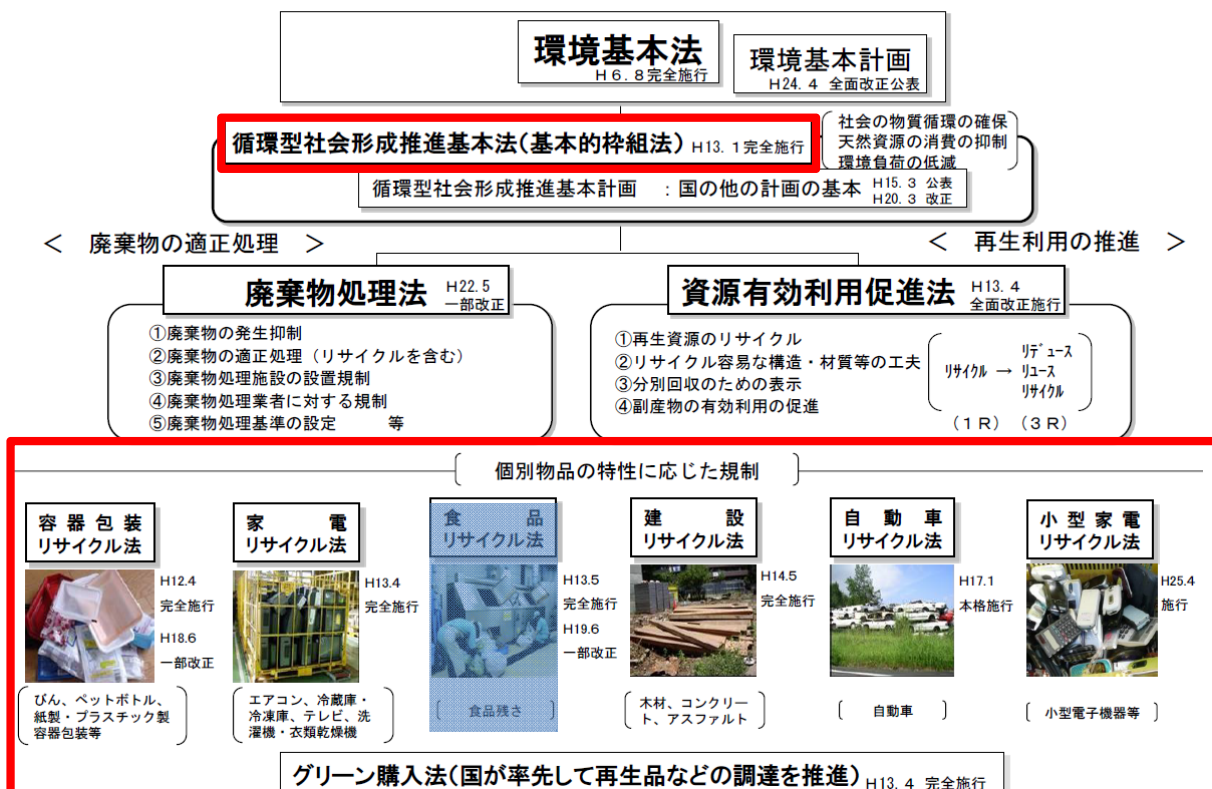 環境基本法
H6.8完全施行
環境基本計画
H24.4 全面改正公表
循環型社会形成推進基本法(基本的枠組法) H13.1完全施行
社会の物質循環の確保
天然資源の消費の抑制
環境負荷の低減
循環型社会形成推進基本計画 :国の他の計画の基本
H15.3 公表
H20.3 改正
< 廃棄物の適正処理 >
< 再生利用の推進 >
廃棄物処理法
H22.5
一部改正
①廃棄物の発生抑制
②廃棄物の適正処理(リサイクルを含む)
③廃棄物処理施設の設置規制
④廃棄物処理業者に対する規制
⑤廃棄物処理基準の設定 等
資源有効利用促進法
H13.4
全面改正施行
①再生資源のリサイクル
②リサイクル容易な構造・材質等の工夫
③分別回収のための表示
④副産物の有効利用の促進
リサイクル →
リデュース
リユース
リサイクル
(1R) (3R)
個別物品の特性に応じた規制
容器包装
リサイクル法
H12.4
完全施行
H18.6
一部改正
びん、ペットボトル、
紙製・プラスチック製
容器包装等
家電
リサイクル法
H13.4
完全施行
エアコン、冷蔵庫・
冷凍庫、テレビ、洗
濯機・衣類乾燥機
食品
リサイクル法
H13.5
完全施行
H19.6
一部改正
食品残さ
建設
リサイクル法
H14.5
完全施行
木材、コンクリー
ト、アスファルト
自動車
リサイクル法
H17.1
本格施行
自動車
小型家電
リサイクル法
H25.4
施行
小型電子機器等
グリーン購入法(国が率先して再生品などの調達を推進) H13.4 完全施行